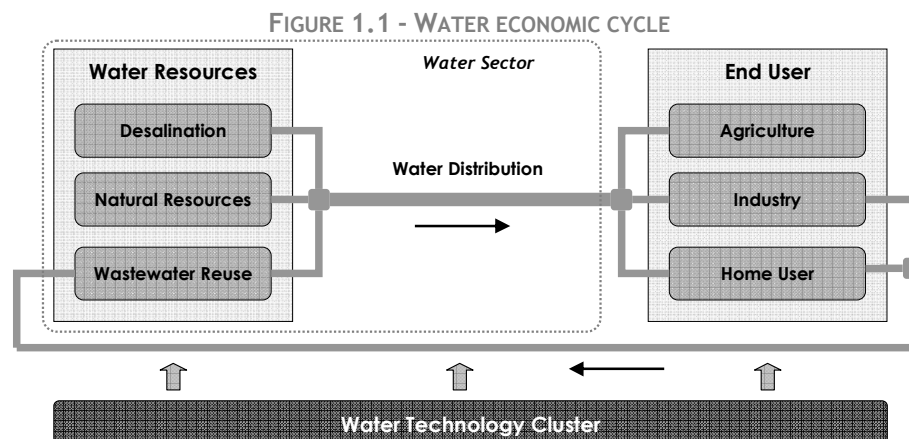 FIGURE 1.1 - WATER ECONOMIC CYCLE
Water Resources
Water Sector
End User
Desalination
Agriculture
Water Distribution
Natural Resources
Industry
Wastewater Reuse
Home User
Water Technology Cluster